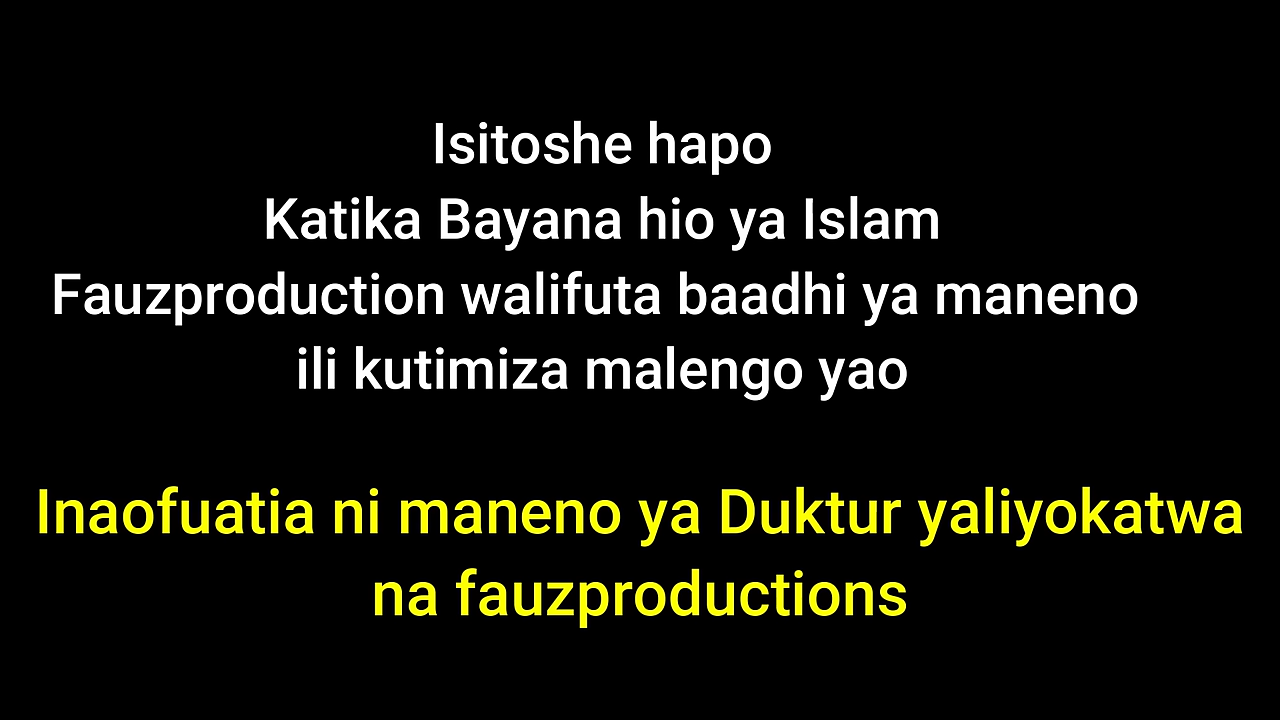 Isitoshe hapo
Katika Bayana hio ya Islam
Fauzproduction walifuta baadhi ya maneno
ili kutimiza malengo yao
Inaofuatia ni maneno ya Duktur yaliyokatwa
na fauzproductions